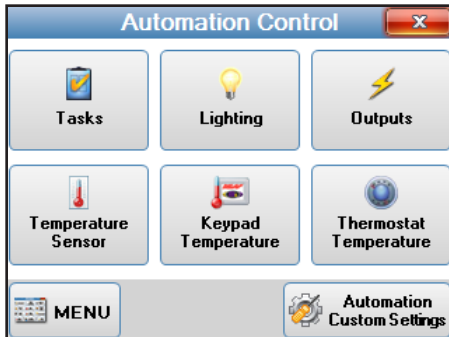 Automation Control
x
Tasks
Lighting
Outputs
Temperature
Sensor
Keypad
Temperature
Thermostat
Temperature
MENU
Automation
Custom Settings